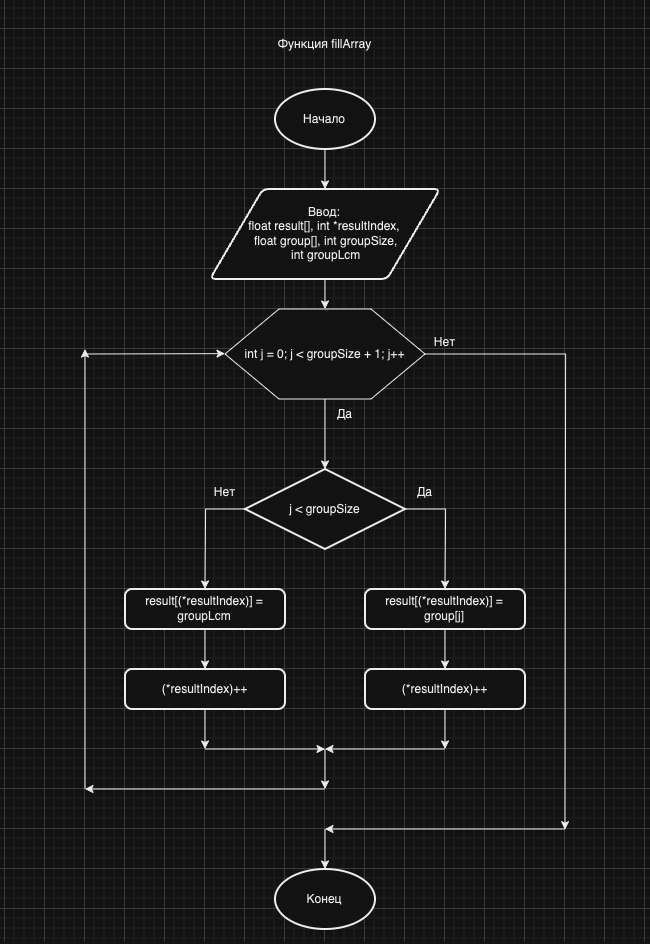 Функция fillArray
Начало
Ввод:
float result[], int *resultIndex,
float group[], int groupSize,
int groupLcm
int j = 0; j < groupSize + 1; j++
Нет
Да
j < groupSize
Нет
Да
result[(*resultIndex)] =
groupLcm
result[(*resultIndex)] =
group[j]
(*resultIndex)++
(*resultIndex)++
Конец